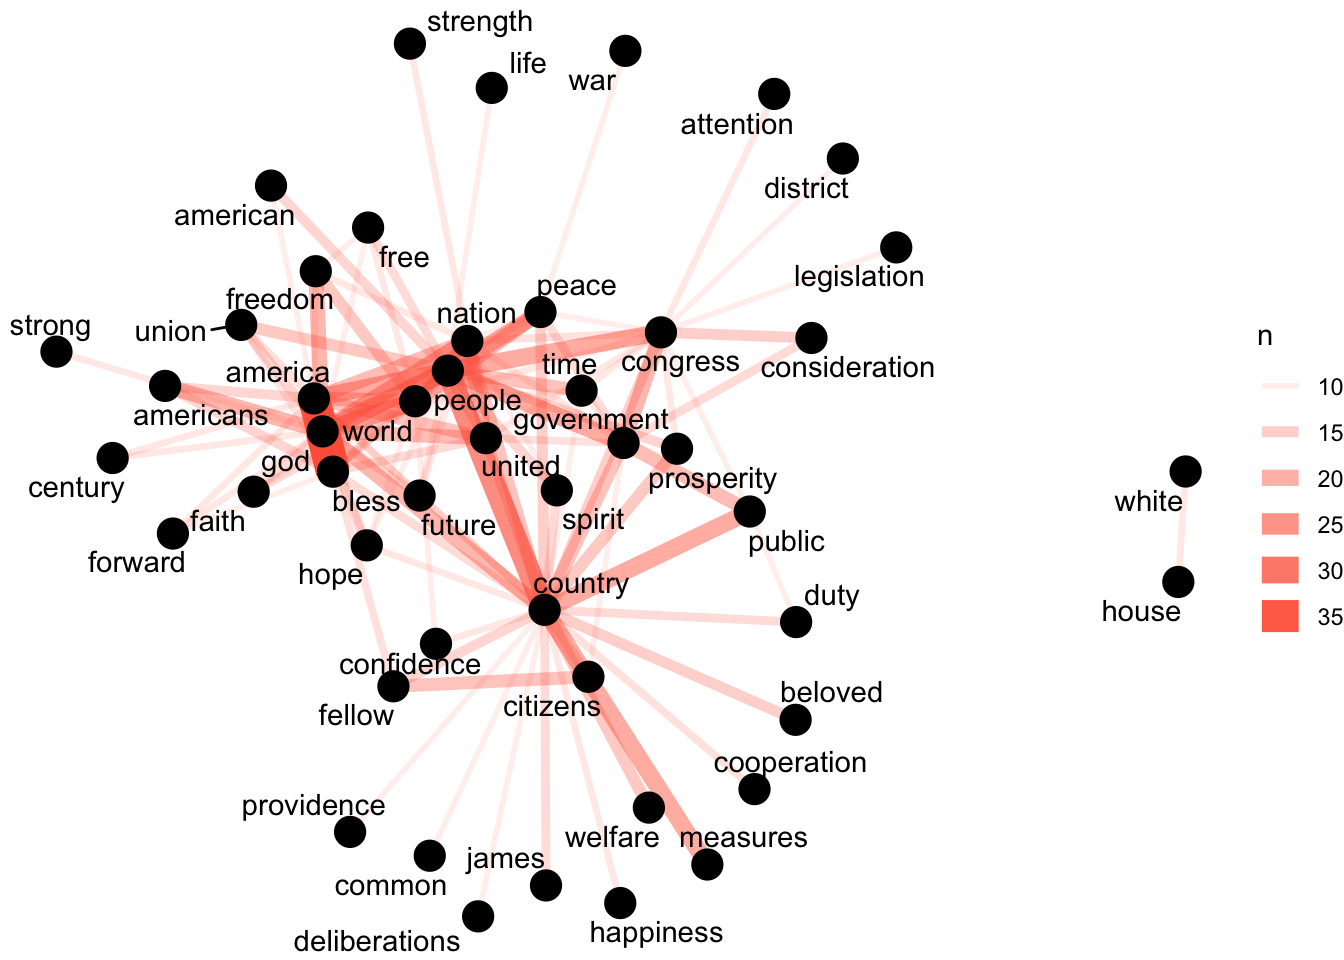 strength
life
war
attention
district
american
free
legislation
freedom
peace
nation
strong
union
time
congress
consideration
america
people
americans
government
world
god
united
century
bless
prosperity
faith
future
spirit
forward
public
hope
country
duty
confidence
beloved
fellow
citizens
cooperation
providence
welfare
measures
james
common
happiness
deliberations
white
house
n
10
15
20
25
30
35